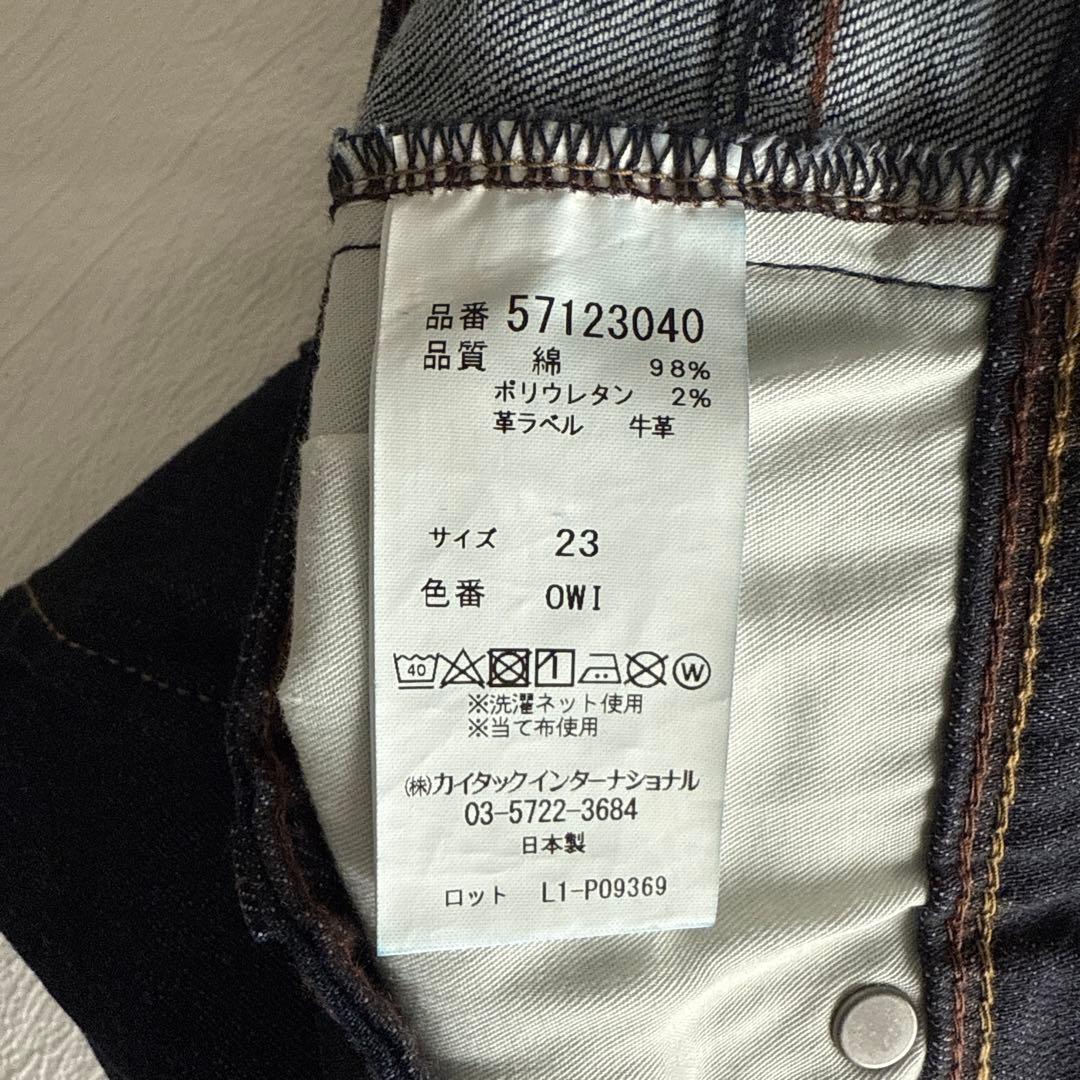 品番 57123040
品質 綿 98%
ポリウレタン 2%
革ラベル 牛革
サイズ 23
色番 OWI
40 W
※洗濯ネット使用
※当て布使用
㈱カイタックインターナショナル
03-5722-3684
日本製
ロット L1-P09369